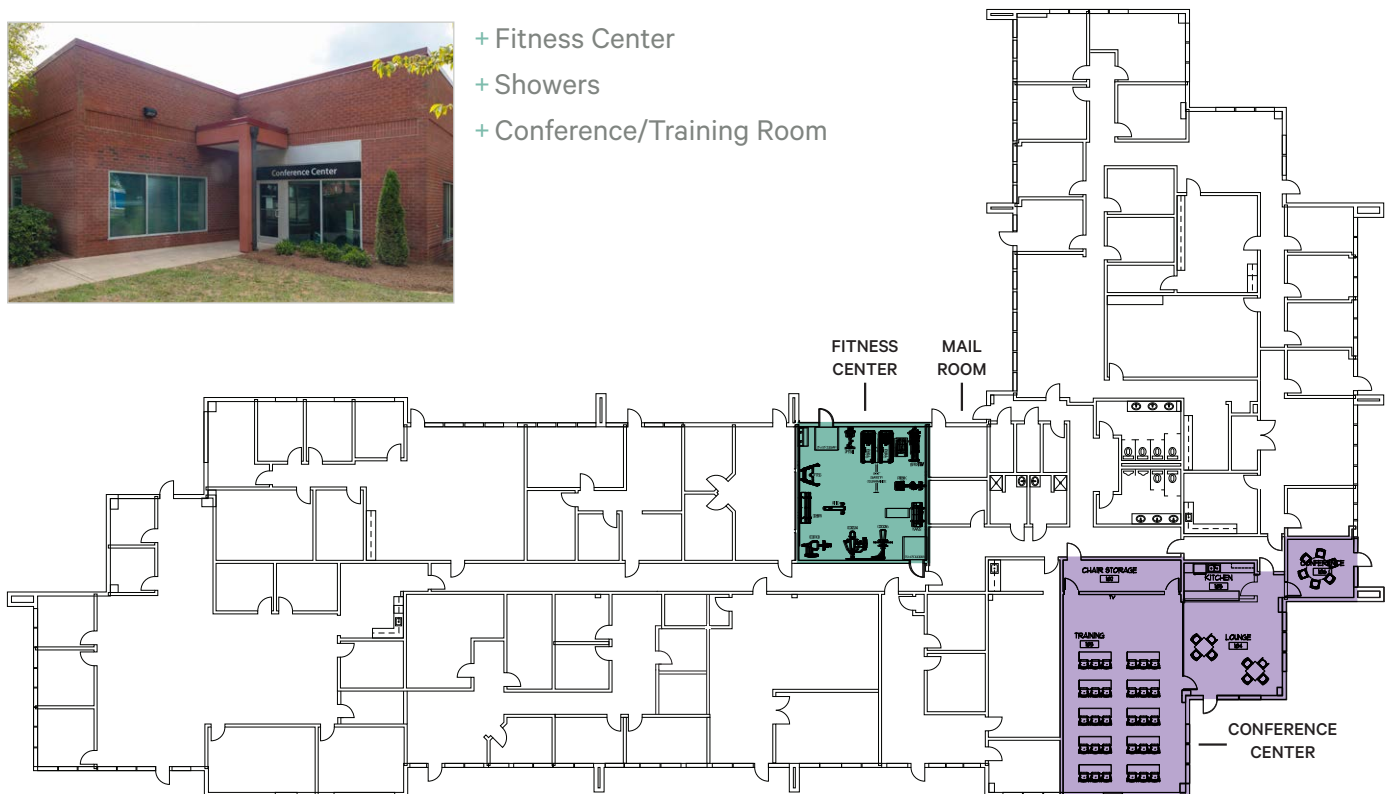 + Fitness Center
+ Showers
+ Conference/Training Room
Conference Center
FITNESS
CENTER
MAIL
ROOM
CHAIR STORAGE
TV
KITCHEN
CONFERENCE
TRAINING
LOUNGE
184
CONFERENCE
CENTER